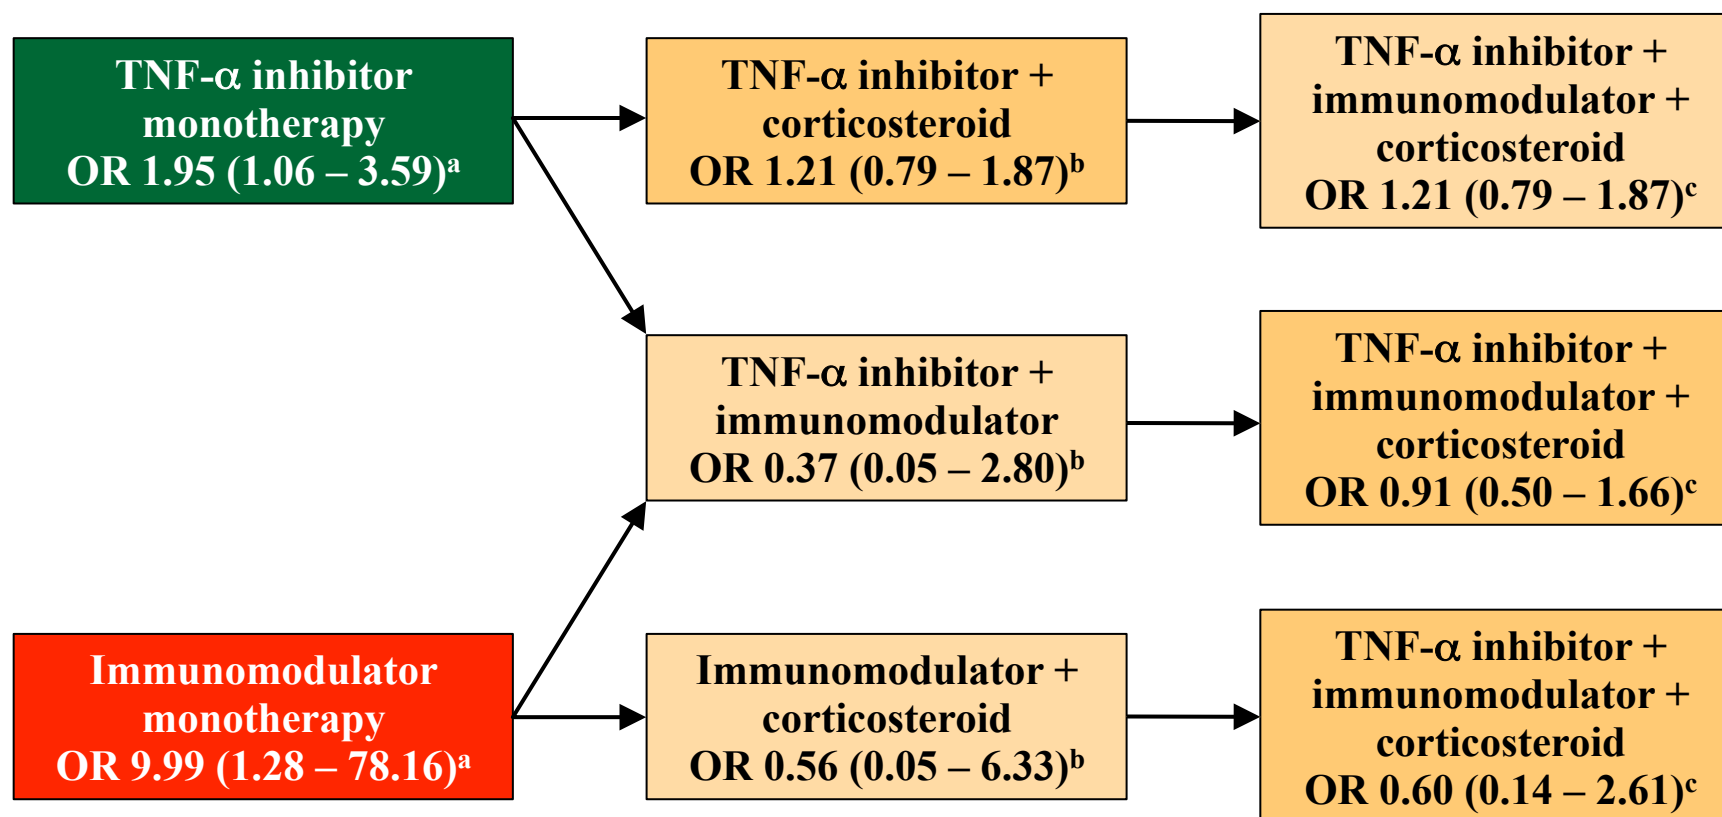 TNF-α inhibitor
monotherapy
OR 1.95 (1.06 – 3.59)ᵃ
TNF-α inhibitor +
corticosteroid
OR 1.21 (0.79 – 1.87)ᵇ
TNF-α inhibitor +
immunomodulator +
corticosteroid
OR 1.21 (0.79 – 1.87)ᶜ
TNF-α inhibitor +
immunomodulator
OR 0.37 (0.05 – 2.80)ᵇ
TNF-α inhibitor +
immunomodulator +
corticosteroid
OR 0.91 (0.50 – 1.66)ᶜ
Immunomodulator
monotherapy
OR 9.99 (1.28 – 78.16)ᵃ
Immunomodulator +
corticosteroid
OR 0.56 (0.05 – 6.33)ᵇ
TNF-α inhibitor +
immunomodulator +
corticosteroid
OR 0.60 (0.14 – 2.61)ᶜ